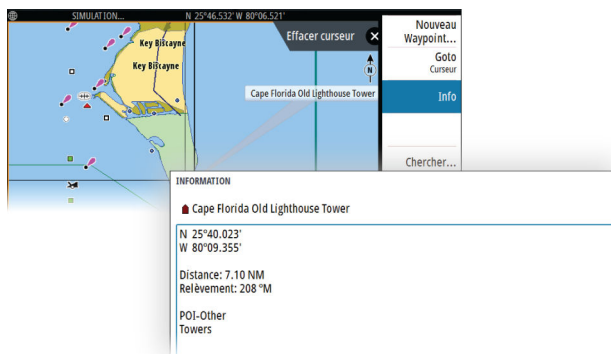 SIMULATION... N 25°46.532' W 80°06.521'
Effacer curseur
Nouveau
Waypoint...
Goto
Curseur
Info
Chercher...
Key Biscayne
Key Biscayne
N
Cape Florida Old Lighthouse Tower
INFORMATION
Cape Florida Old Lighthouse Tower
N 25°40.023'
W 80°09.355'
Distance: 7.10 NM
Relèvement: 208 °M
POI-Other
Towers